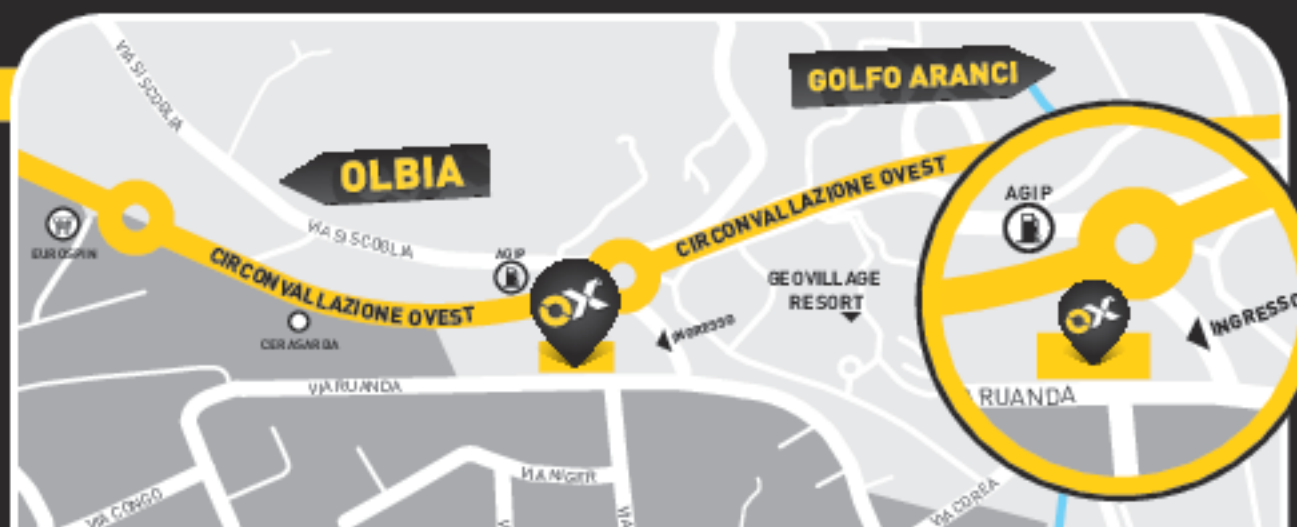 VIA SISCOGLIA
GOLFO ARANCI
OLBIA
AGIP
CIRCONVALLAZIONE OVEST
EUROSPIN
VIA SISCOGLIA
AGIP
CIRCONVALLAZIONE OVEST
GEOVILLAGE
RESORT
CERASARDA
INGRESSO
INGRESSO
VIA RUANDA
RUANDA
VIA NIGER
VIA CONGO
VIA COREA